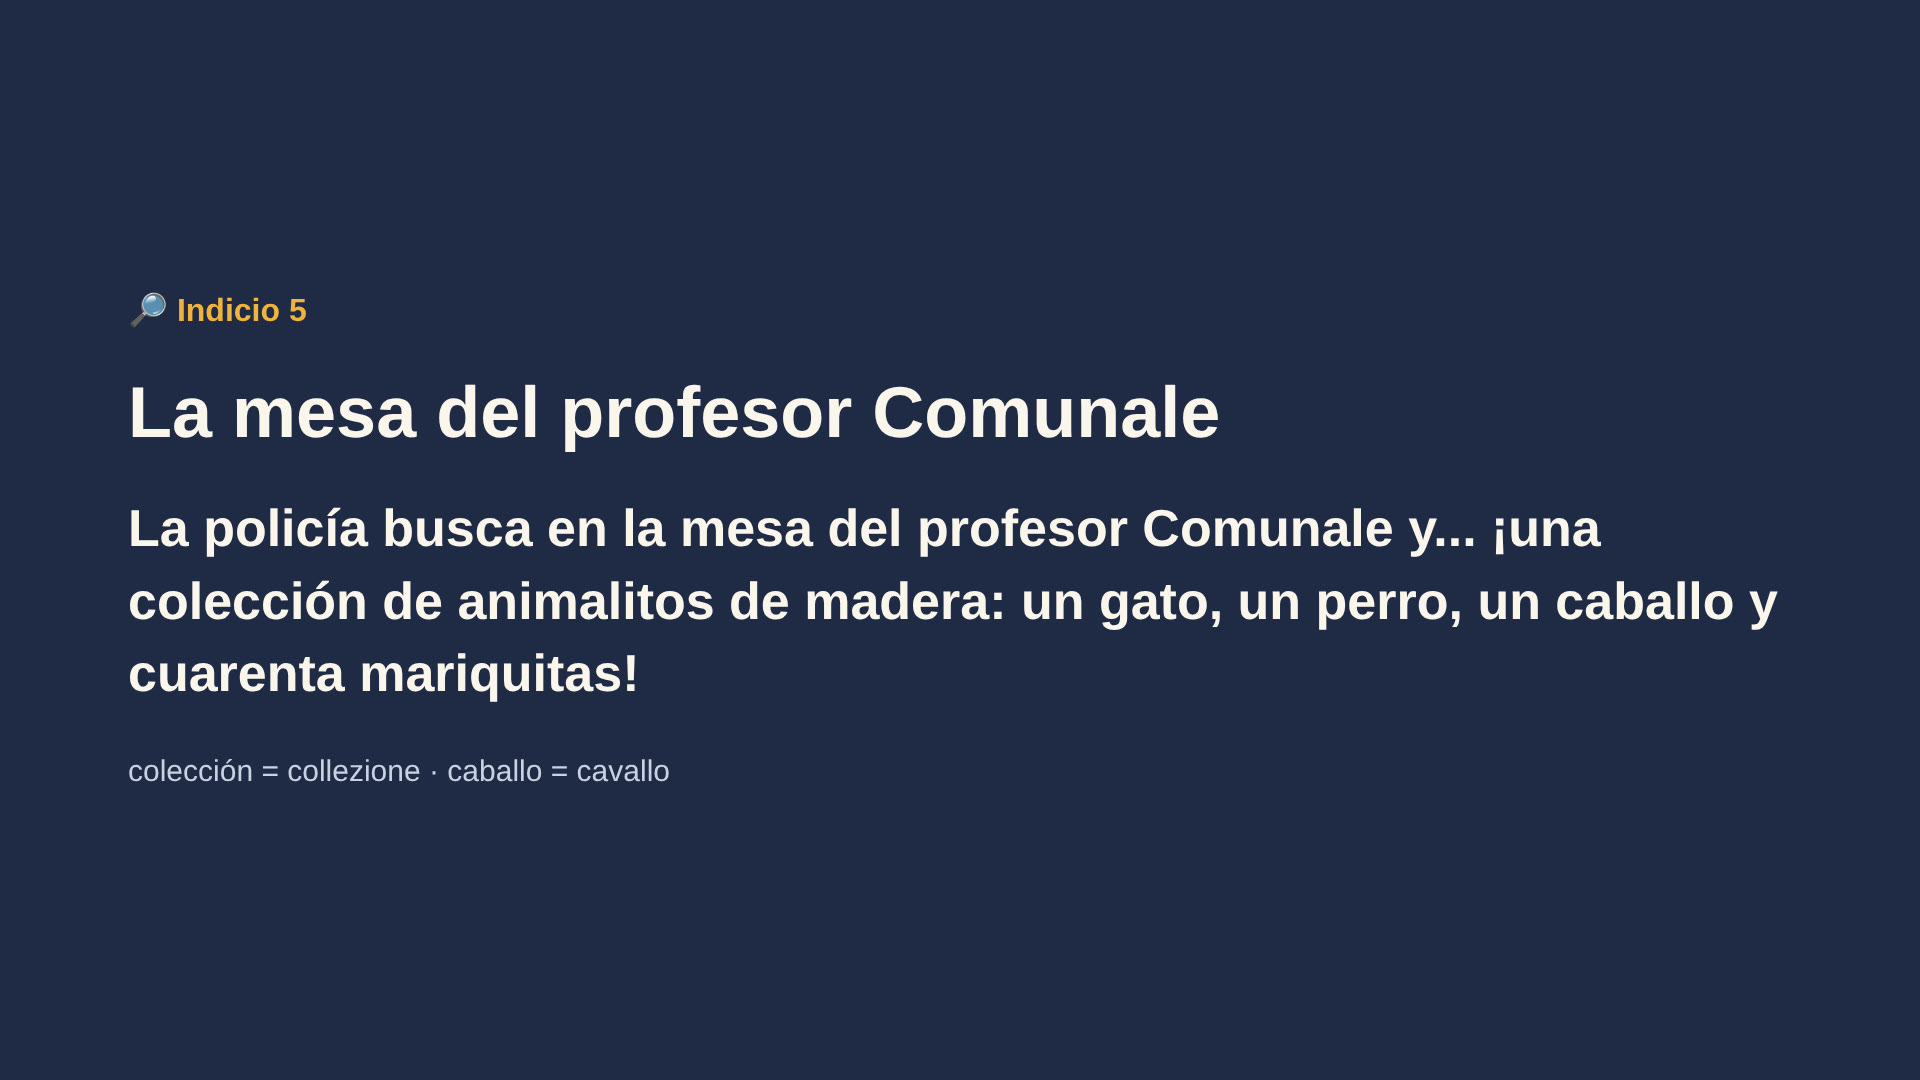 🔎 Indicio 5
La mesa del profesor Comunale
La policía busca en la mesa del profesor Comunale y... ¡una
colección de animalitos de madera: un gato, un perro, un caballo y
cuarenta mariquitas!
colección = collezione · caballo = cavallo